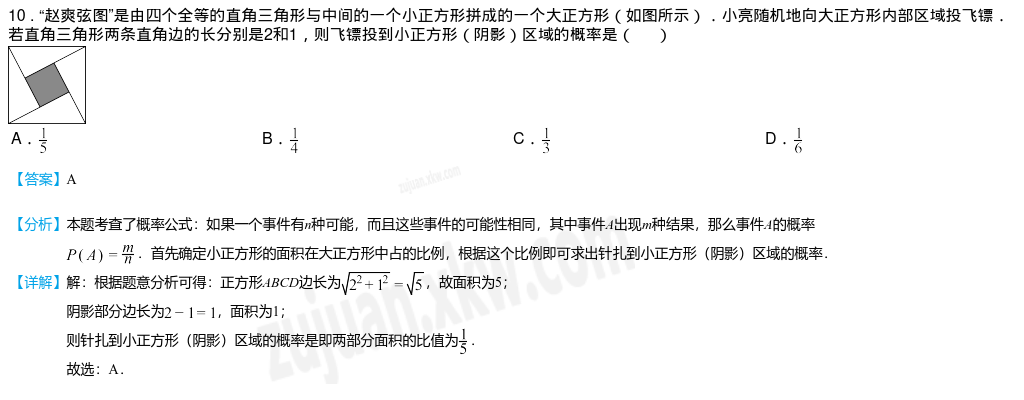 10．“赵爽弦图”是由四个全等的直角三角形与中间的一个小正方形拼成的一个大正方形（如图所示）．小亮随机地向大正方形内部区域投飞镖．
若直角三角形两条直角边的长分别是2和1，则飞镖投到小正方形（阴影）区域的概率是（　　）
A．1/5　B．1/4　C．1/3　D．1/6
【答案】A
【分析】本题考查了概率公式：如果一个事件有n种可能，而且这些事件的可能性相同，其中事件A出现m种结果，那么事件A的概率
P(A)=m/n．首先确定小正方形的面积在大正方形中占的比例，根据这个比例即可求出针扎到小正方形（阴影）区域的概率．
【详解】解：根据题意分析可得：正方形ABCD边长为√(2²+1²)=√5，故面积为5；
阴影部分边长为2−1=1，面积为1；
则针扎到小正方形（阴影）区域的概率是即两部分面积的比值为1/5．
故选：A．
zujuan.xkw.com
zujuan.xkw.com